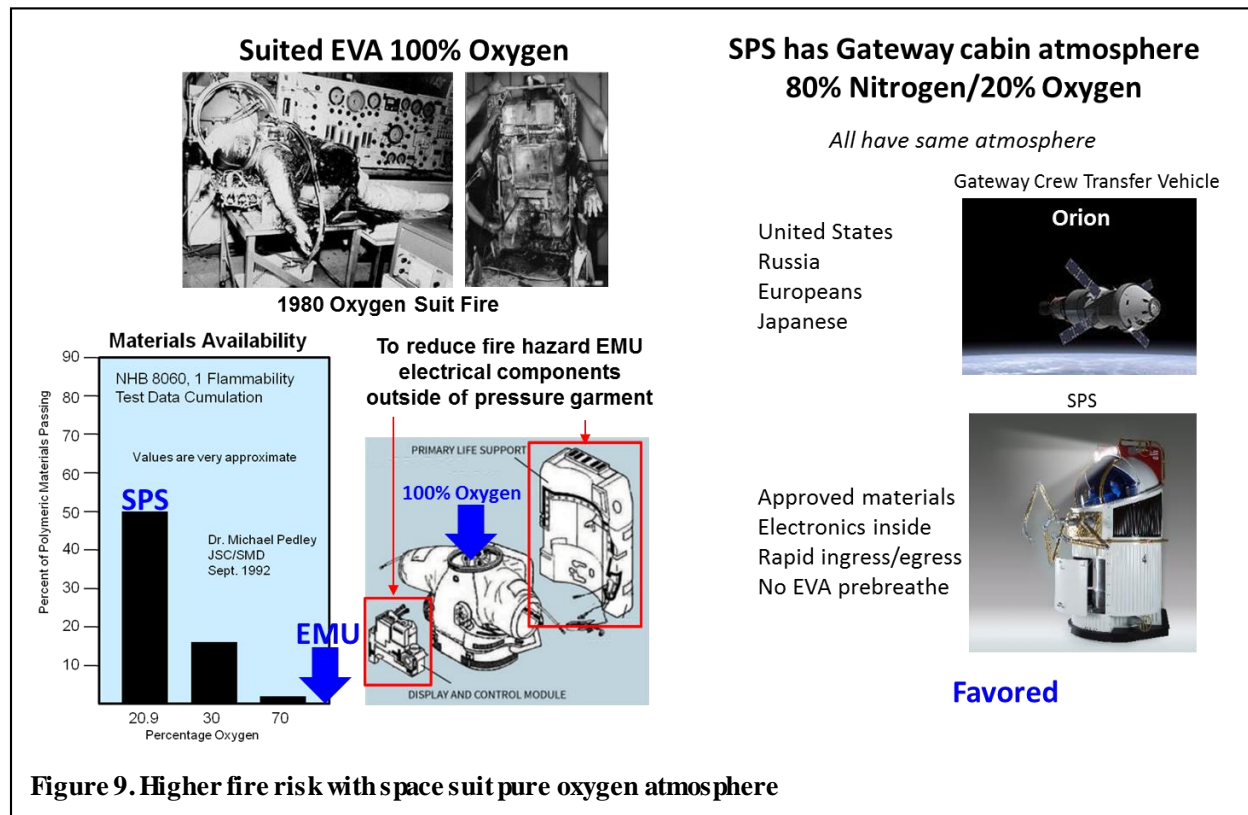 Suited EVA 100% Oxygen
1980 Oxygen Suit Fire
Materials Availability
90
80
70
60
50
40
30
20
10
Percent of Polymeric Materials Passing
NHB 8060, 1 Flammability
Test Data Cumulation
Values are very approximate
SPS
Dr. Michael Pedley
JSC/SMD
Sept. 1992
EMU
20.9
30
70
Percentage Oxygen
To reduce fire hazard EMU
electrical components
outside of pressure garment
PRIMARY LIFE SUPPORT
100% Oxygen
DISPLAY AND CONTROL MODULE
SPS has Gateway cabin atmosphere
80% Nitrogen/20% Oxygen
All have same atmosphere
Gateway Crew Transfer Vehicle
Orion
United States
Russia
Europeans
Japanese
SPS
4
Approved materials
Electronics inside
Rapid ingress/egress
No EVA prebreathe
Favored
Figure 9. Higher fire risk with space suit pure oxygen atmosphere